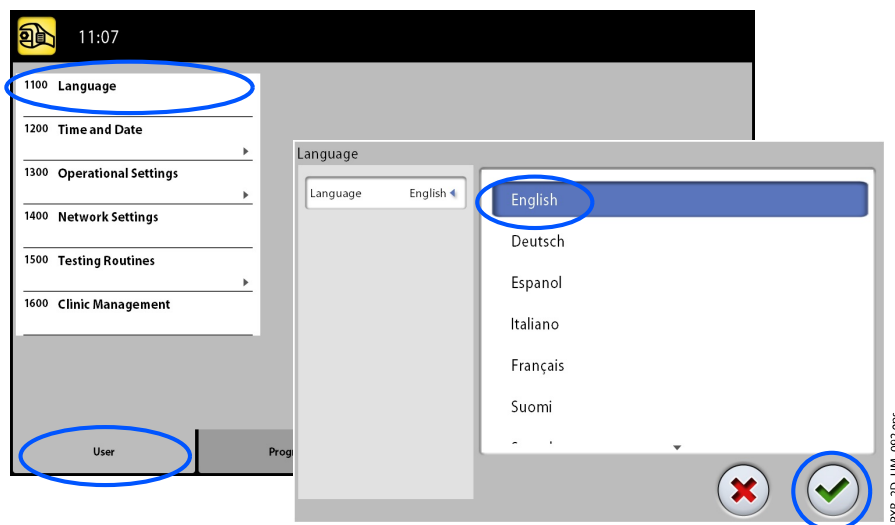 11:07
1100 Language
1200 Time and Date
1300 Operational Settings
1400 Network Settings
1500 Testing Routines
1600 Clinic Management
User
Language
Language English
English
Deutsch
Espanol
Italiano
Français
Suomi